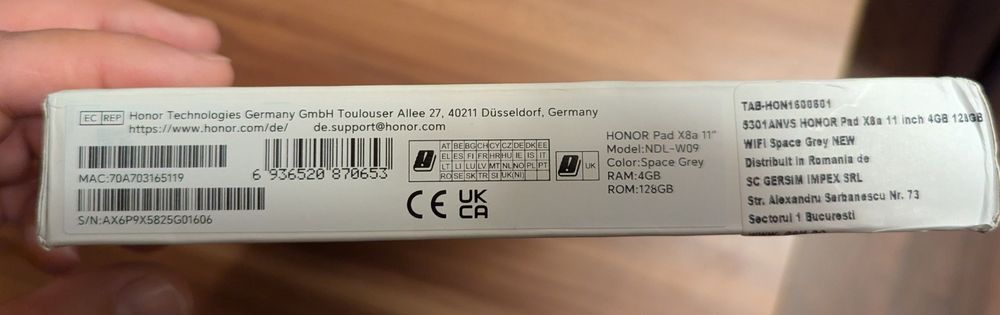 EC REP
Honor Technologies Germany GmbH Toulouser Allee 27, 40211 Düsseldorf, Germany
https://www.honor.com/de/ de.support@honor.com
MAC:70A703165119
S/N:AX6P9X5825G01606
6 936520 870653
AT BE BG CH CY CZ DE DK EE
EL ES FI FR HR HU IE IS IT
LT LI LU LV MT NL NO PL PT
RO SE SK TR SI UK(NI)
UK
CE UK CA
HONOR Pad X8a 11"
Model:NDL-W09
Color:Space Grey
RAM:4GB
ROM:128GB
TAB-HON1600601
5301ANVS HONOR Pad X8a 11 inch 4GB 128GB
WIFI Space Grey NEW
Distribuit in Romania de
SC GERSIM IMPEX SRL
Str. Alexandru Serbanescu Nr. 73
Sectorul 1 Bucuresti